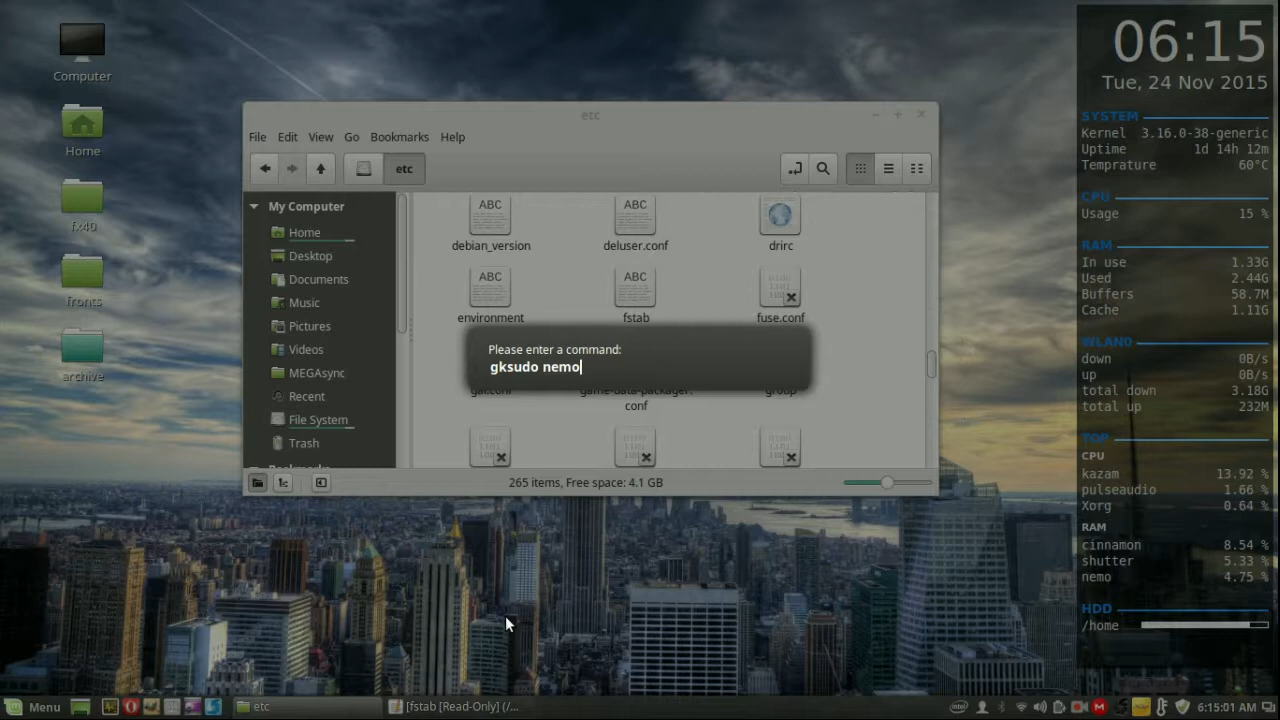 Computer
Home
fx40
fronts
archive
etc
File Edit View Go Bookmarks Help
etc
My Computer
Home
Desktop
Documents
Music
Pictures
Videos
MEGAsync
Recent
File System
Trash
ABC
debian_version
ABC
deluser.conf
drirc
ABC
environment
ABC
fstab
fuse.conf
Please enter a command:
gksudo nemo
conf
265 items, Free space: 4.1 GB
06:15
Tue, 24 Nov 2015
SYSTEM
Kernel 3.16.0-38-generic
Uptime 1d 14h 12m
Temprature 60°C
CPU
Usage 15 %
RAM
In use 1.33G
Used 2.44G
Buffers 58.7M
Cache 1.11G
WLAN0
down 0B/s
up 0B/s
total down 3.18G
total up 232M
TOP
CPU
kazam 13.92 %
pulseaudio 1.66 %
Xorg 0.64 %
RAM
cinnamon 8.54 %
shutter 5.33 %
nemo 4.75 %
HDD
/home
Menu
etc
[fstab [Read-Only] (/...
6:15:01 AM